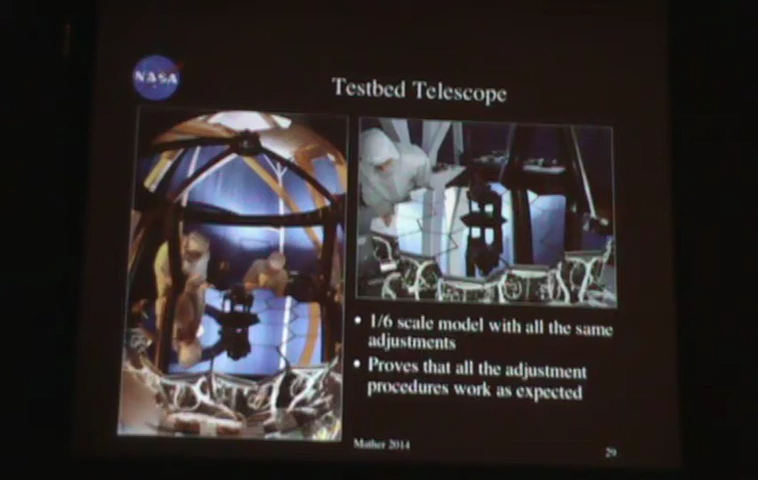 NASA
Testbed Telescope
• 1/6 scale model with all the same
adjustments
• Proves that all the adjustment
procedures work as expected
Mather 2014
29